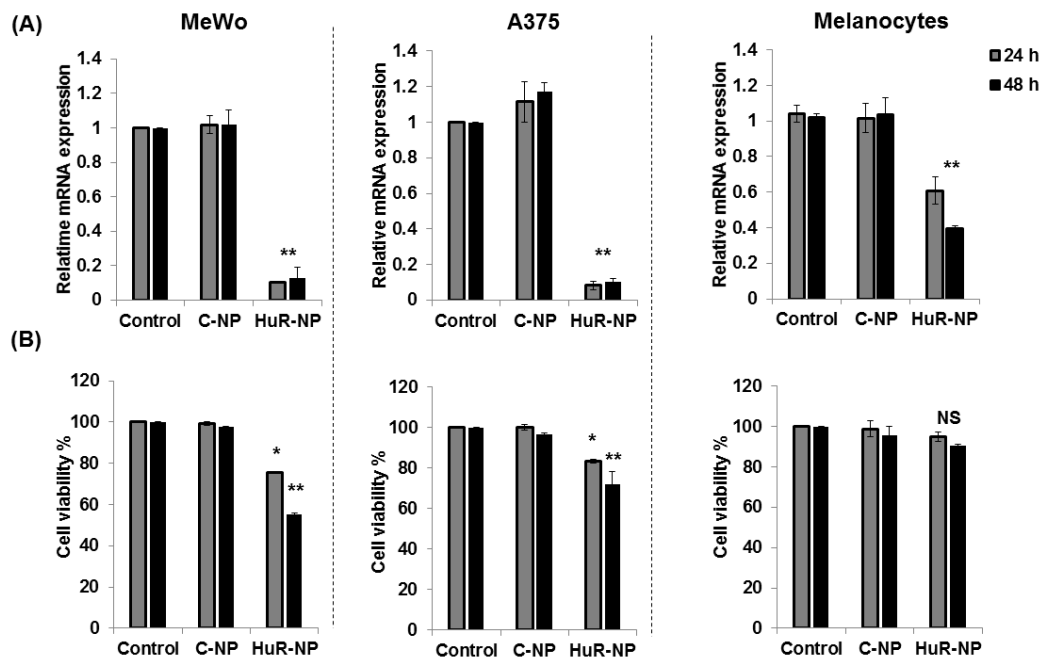 (A)
MeWo
A375
Melanocytes
24 h
48 h
Relatime mRNA expression
1.4
1.2
1
0.8
0.6
0.4
0.2
0
**
Control C-NP HuR-NP
Relative mRNA expression
1.4
1.2
1
0.8
0.6
0.4
0.2
0
**
Control C-NP HuR-NP
Relative mRNA expression
1.4
1.2
1
0.8
0.6
0.4
0.2
0
**
Control C-NP HuR-NP
(B)
Cell viability %
120
100
80
60
40
20
0
*
**
Control C-NP HuR-NP
Cell viability %
120
100
80
60
40
20
0
*
**
Control C-NP HuR-NP
Cell viability %
120
100
80
60
40
20
0
NS
Control C-NP HuR-NP